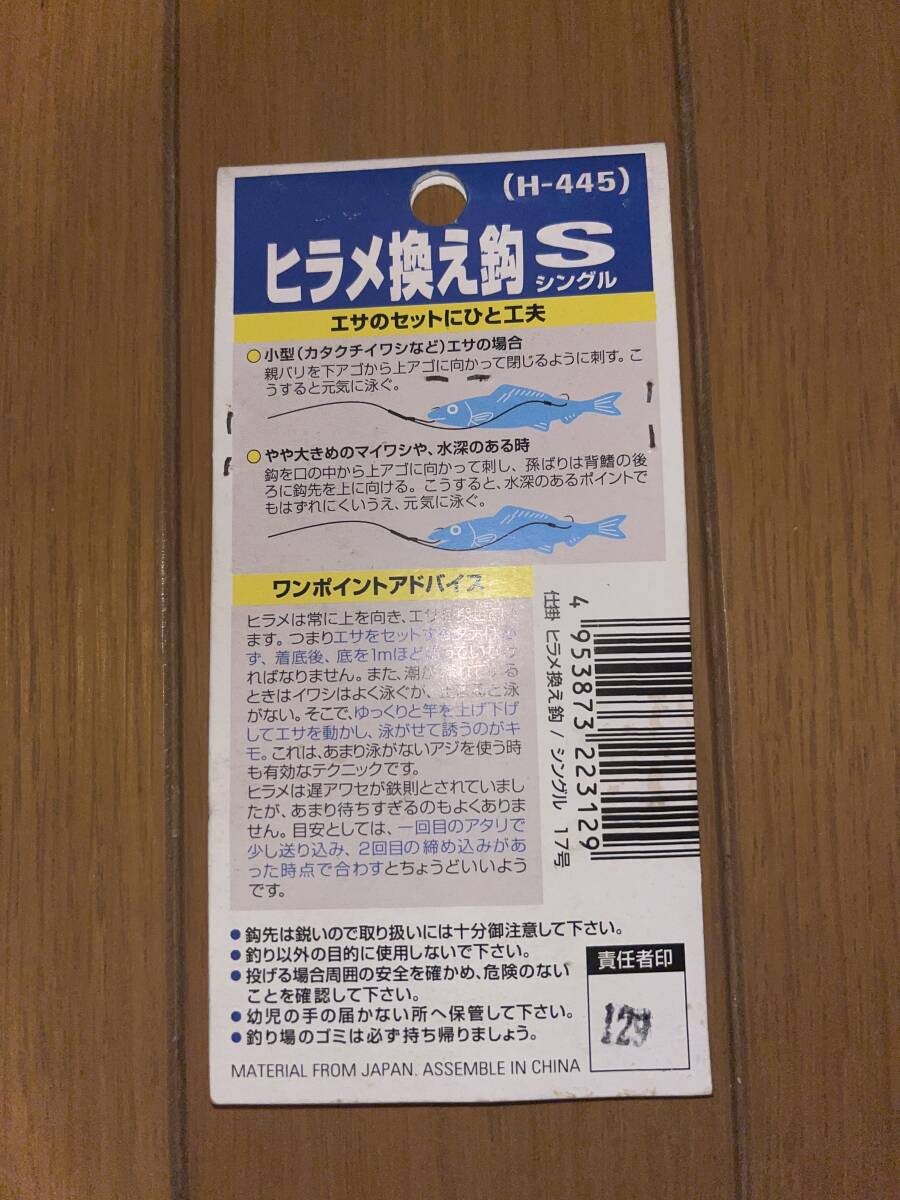 (H-445)
ヒラメ換え鈎S
シングル
エサのセットにひと工夫
小型(カタクチイワシなど)エサの場合
親バリを下アゴから上アゴに向かって閉じるように刺す。こ
うすると元気に泳ぐ。
やや大きめのマイワシや、水深のある時
鈎を口の中から上アゴに向かって刺し、孫ばりは背鰭の後
ろに鈎先を上に向ける。こうすると、水深のあるポイントで
もはずれにくいうえ、元気に泳ぐ。
ワンポイントアドバイス
ヒラメは常に上を向き、エサ
ます。つまりエサをセットす
ず、着底後、底を1mほど
ればなりません。また、潮が
ときはイワシはよく泳ぐが、と泳
がない。そこで、ゆっくりと竿を上げ下げ
してエサを動かし、泳がせて誘うのがキ
モ。これは、あまり泳がないアジを使う時
も有効なテクニックです。
ヒラメは遅アワセが鉄則とされていまし
たが、あまり待ちすぎるのもよくありま
せん。目安としては、一回目のアタリで
少し送り込み、2回目の締め込みがあ
った時点で合わすとちょうどいいよう
です。
4 953873 223129
仕掛 ヒラメ換え鈎 / シングル 17号
●鈎先は鋭いので取り扱いには十分御注意して下さい。
●釣り以外の目的に使用しないで下さい。
●投げる場合周囲の安全を確かめ、危険のない
ことを確認して下さい。
●幼児の手の届かない所へ保管して下さい。
●釣り場のゴミは必ず持ち帰りましょう。
責任者印
129
MATERIAL FROM JAPAN. ASSEMBLE IN CHINA